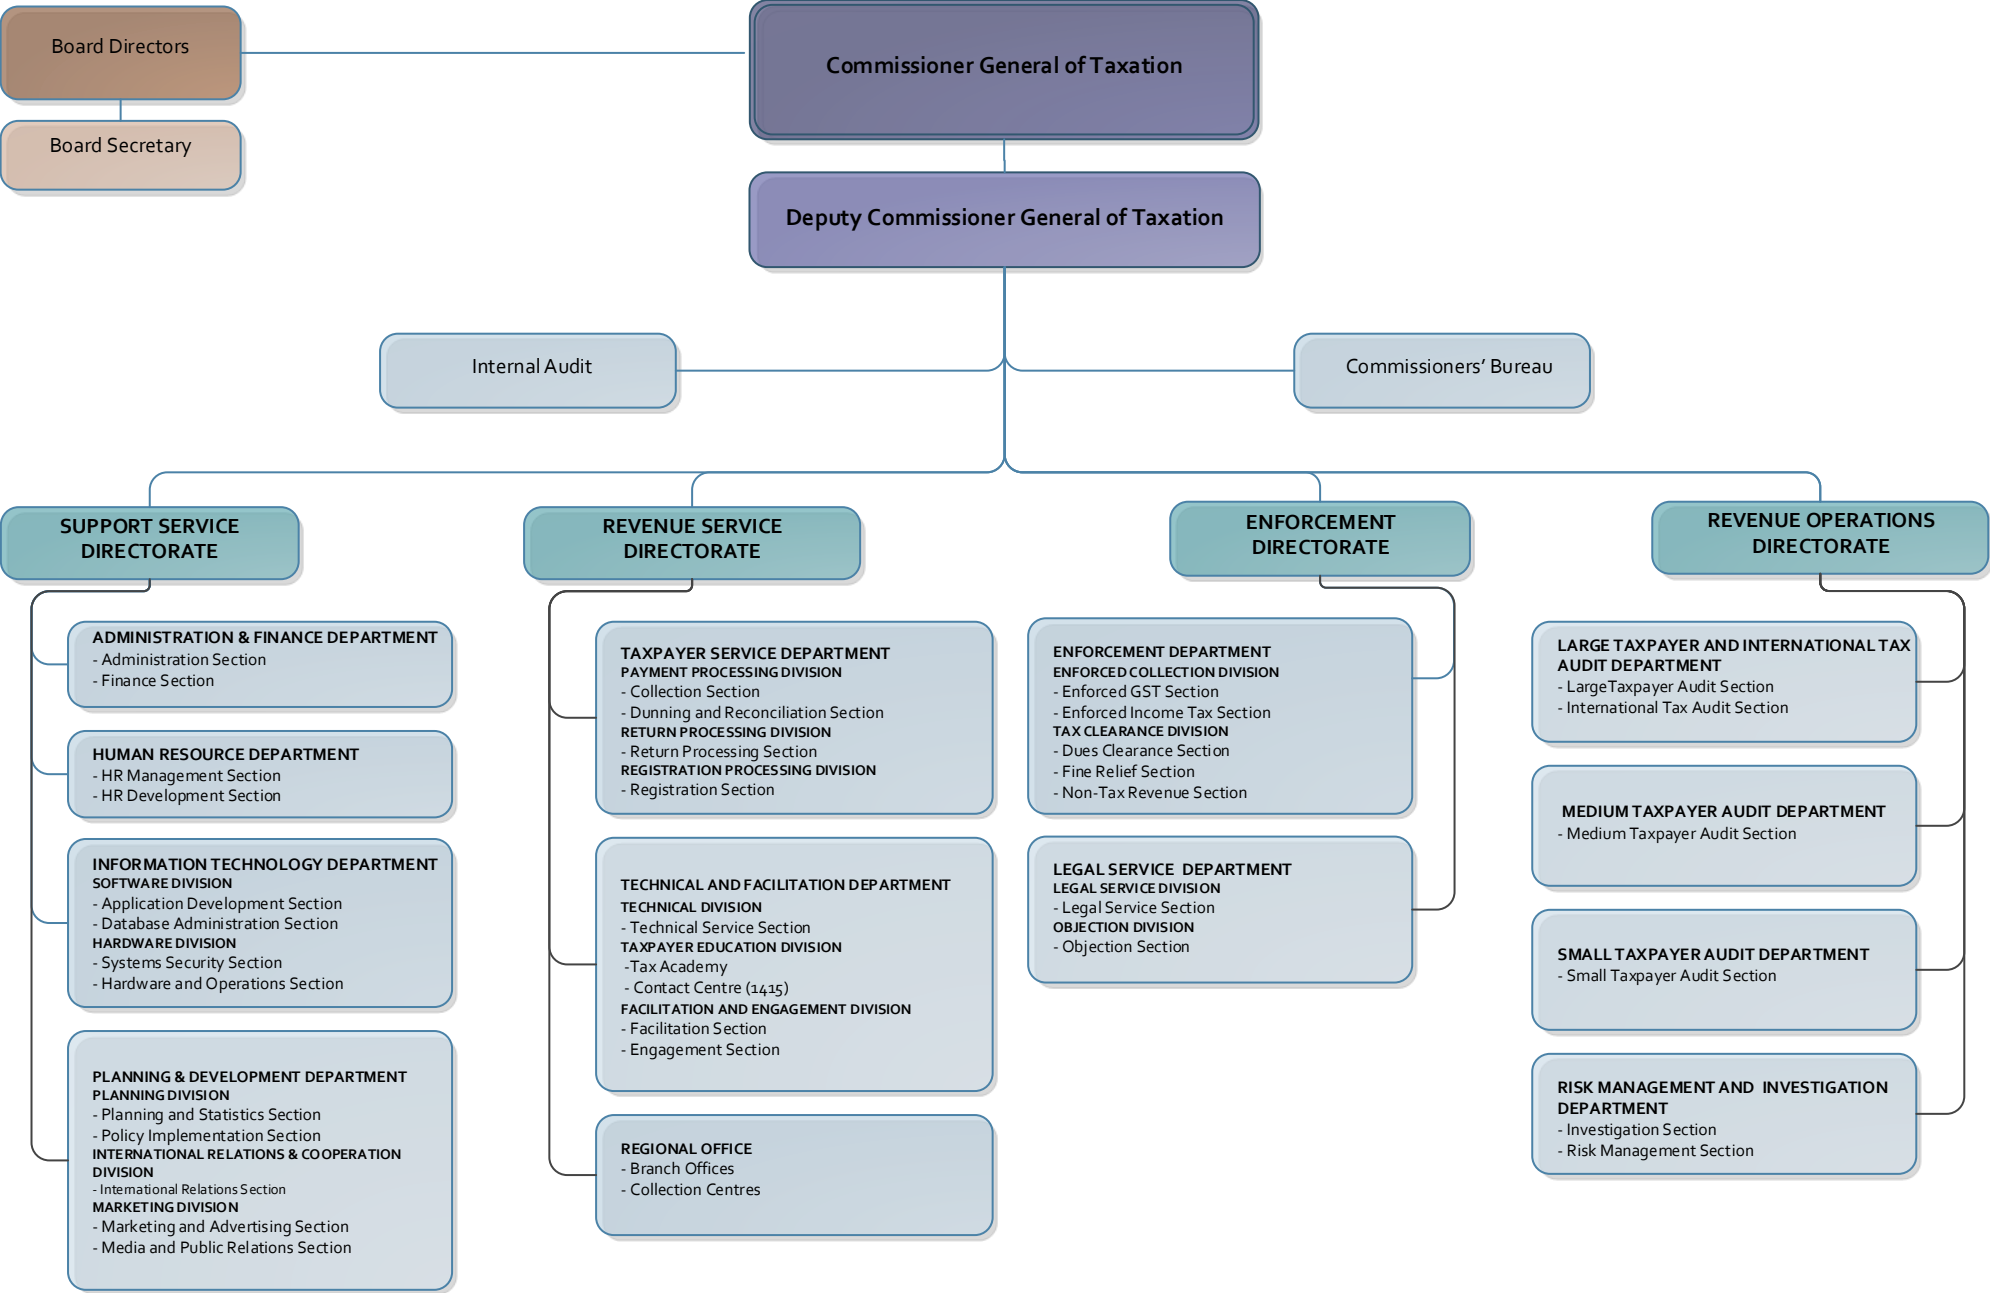 Board Directors
Commissioner General of Taxation
Board Secretary
Deputy Commissioner General of Taxation
Internal Audit
Commissioners’ Bureau
SUPPORT SERVICE
DIRECTORATE
ADMINISTRATION & FINANCE DEPARTMENT
- Administration Section
- Finance Section
HUMAN RESOURCE DEPARTMENT
- HR Management Section
- HR Development Section
INFORMATION TECHNOLOGY DEPARTMENT
SOFTWARE DIVISION
- Application Development Section
- Database Administration Section
HARDWARE DIVISION
- Systems Security Section
- Hardware and Operations Section
PLANNING & DEVELOPMENT DEPARTMENT
PLANNING DIVISION
- Planning and Statistics Section
- Policy Implementation Section
INTERNATIONAL RELATIONS & COOPERATION
DIVISION
- International Relations Section
MARKETING DIVISION
- Marketing and Advertising Section
- Media and Public Relations Section
REVENUE SERVICE
DIRECTORATE
TAXPAYER SERVICE DEPARTMENT
PAYMENT PROCESSING DIVISION
- Collection Section
- Dunning and Reconciliation Section
RETURN PROCESSING DIVISION
- Return Processing Section
REGISTRATION PROCESSING DIVISION
- Registration Section
TECHNICAL AND FACILITATION DEPARTMENT
TECHNICAL DIVISION
- Technical Service Section
TAXPAYER EDUCATION DIVISION
-Tax Academy
- Contact Centre (1415)
FACILITATION AND ENGAGEMENT DIVISION
- Facilitation Section
- Engagement Section
REGIONAL OFFICE
- Branch Offices
- Collection Centres
ENFORCEMENT
DIRECTORATE
ENFORCEMENT DEPARTMENT
ENFORCED COLLECTION DIVISION
- Enforced GST Section
- Enforced Income Tax Section
TAX CLEARANCE DIVISION
- Dues Clearance Section
- Fine Relief Section
- Non-Tax Revenue Section
LEGAL SERVICE DEPARTMENT
LEGAL SERVICE DIVISION
- Legal Service Section
OBJECTION DIVISION
- Objection Section
REVENUE OPERATIONS
DIRECTORATE
LARGE TAXPAYER AND INTERNATIONAL TAX
AUDIT DEPARTMENT
- Large Taxpayer Audit Section
- International Tax Audit Section
MEDIUM TAXPAYER AUDIT DEPARTMENT
- Medium Taxpayer Audit Section
SMALL TAXPAYER AUDIT DEPARTMENT
- Small Taxpayer Audit Section
RISK MANAGEMENT AND INVESTIGATION
DEPARTMENT
- Investigation Section
- Risk Management Section